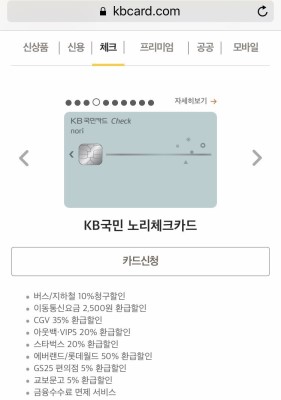 kbcard.com
신상품 신용 체크 프리미엄 공공 모바일
자세히보기 →
KB국민카드 Check
nori
KB국민 노리체크카드
카드신청
버스/지하철 10%청구할인
이동통신요금 2,500원 환급할인
CGV 35% 환급할인
아웃백·VIPS 20% 환급할인
스타벅스 20% 환급할인
에버랜드/롯데월드 50% 환급할인
GS25 편의점 5% 환급할인
교보문고 5% 환급할인
금융수수료 면제 서비스